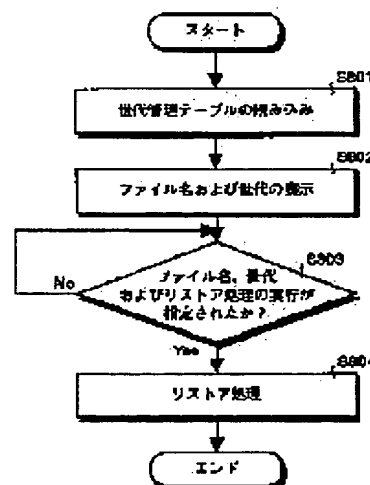 スタート
S801
世代管理テーブルの読み込み
S802
ファイル名および世代の表示
S803
ファイル名、世代
およびリストア処理の実行が
指定されたか？
No
Yes
S804
リストア処理
エンド